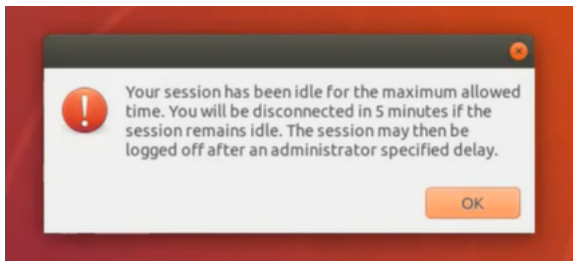 Your session has been idle for the maximum allowed
time. You will be disconnected in 5 minutes if the
session remains idle. The session may then be
logged off after an administrator specified delay.
OK